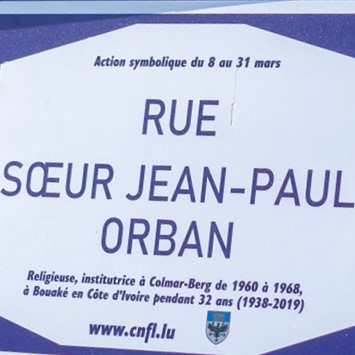 Action symbolique du 8 au 31 mars
RUE
SŒUR JEAN-PAUL
ORBAN
Religieuse, institutrice à Colmar-Berg de 1960 à 1968,
à Bouaké en Côte d'Ivoire pendant 32 ans (1938-2019)
www.cnfl.lu